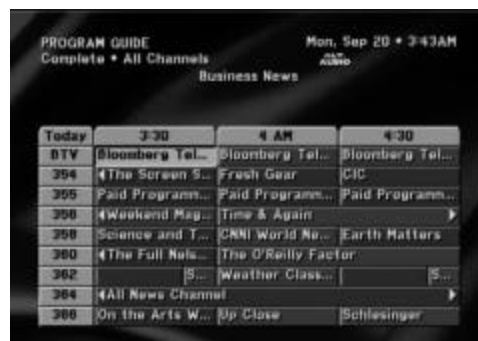 PROGRAM GUIDE Mon, Sep 20 • 3:43AM
Complete • All Channels ALT AUDIO
Business News
Today 3:30 4 AM 4:30
BTV Bloomberg Tel... Bloomberg Tel... Bloomberg Tel...
354 The Screen S... Fresh Gear CIC
355 Paid Programm... Paid Programm... Paid Programm...
356 Weekend Mag... Time & Again
358 Science and T... CNNI World Ne... Earth Matters
360 The Full Nels... The O'Reilly Factor
362 S... Weather Class... S...
364 All News Channel
366 On the Arts W... Up Close Schlesinger